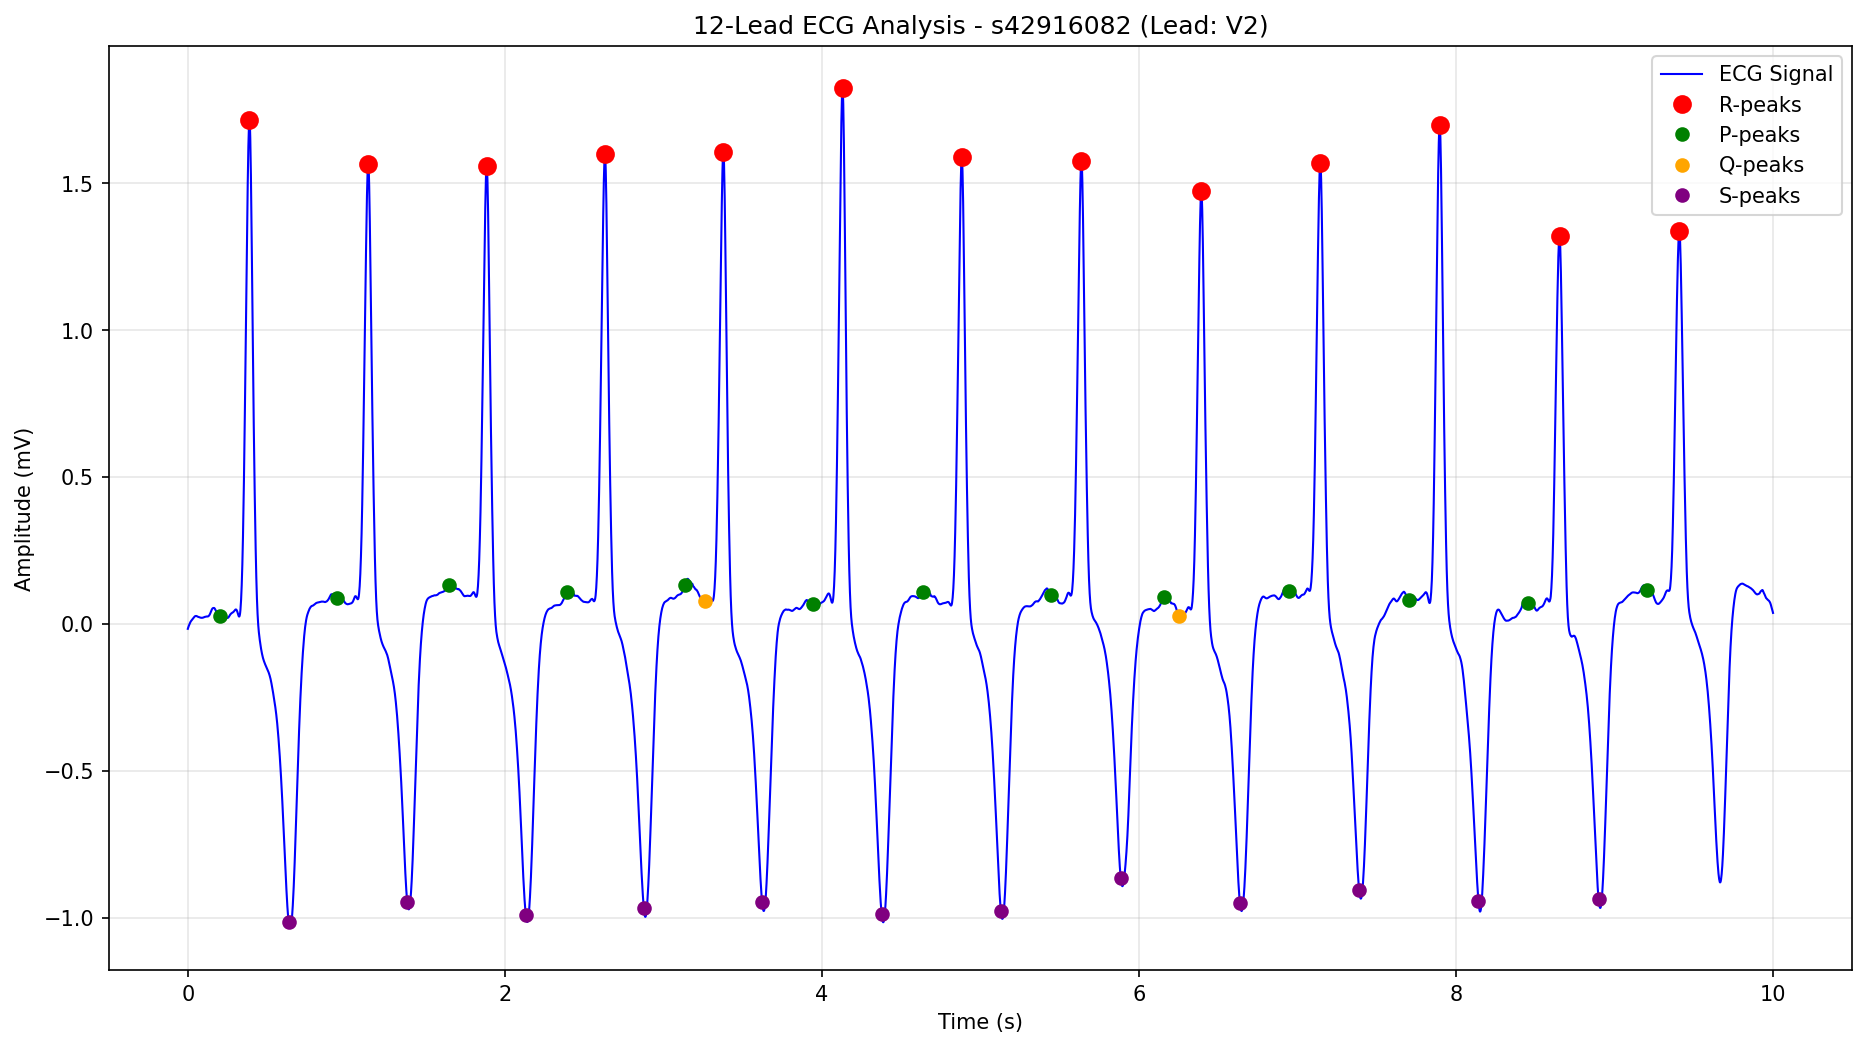 12-Lead ECG Analysis - s42916082 (Lead: V2)
ECG Signal
R-peaks
P-peaks
Q-peaks
S-peaks
Amplitude (mV)
1.5
1.0
0.5
0.0
−0.5
−1.0
0 2 4 6 8 10
Time (s)